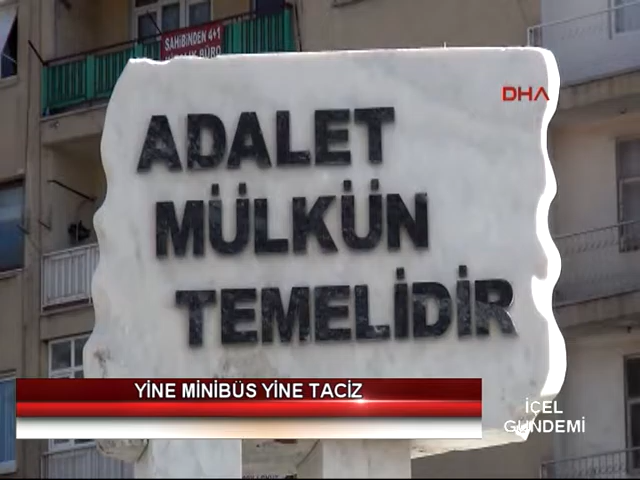 SAHİBİNDEN 4+1
DHA
ADALET
MÜLKÜN
TEMELİDİR
YİNE MİNİBÜS YİNE TACİZ
İÇEL
GÜNDEMİ